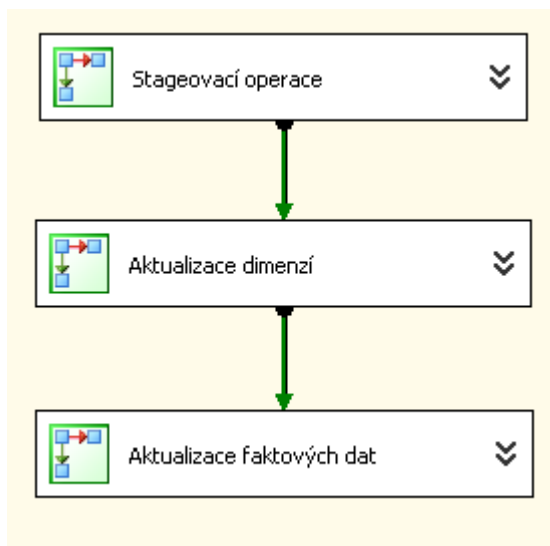 Stageovací operace
Aktualizace dimenzí
Aktualizace faktových dat